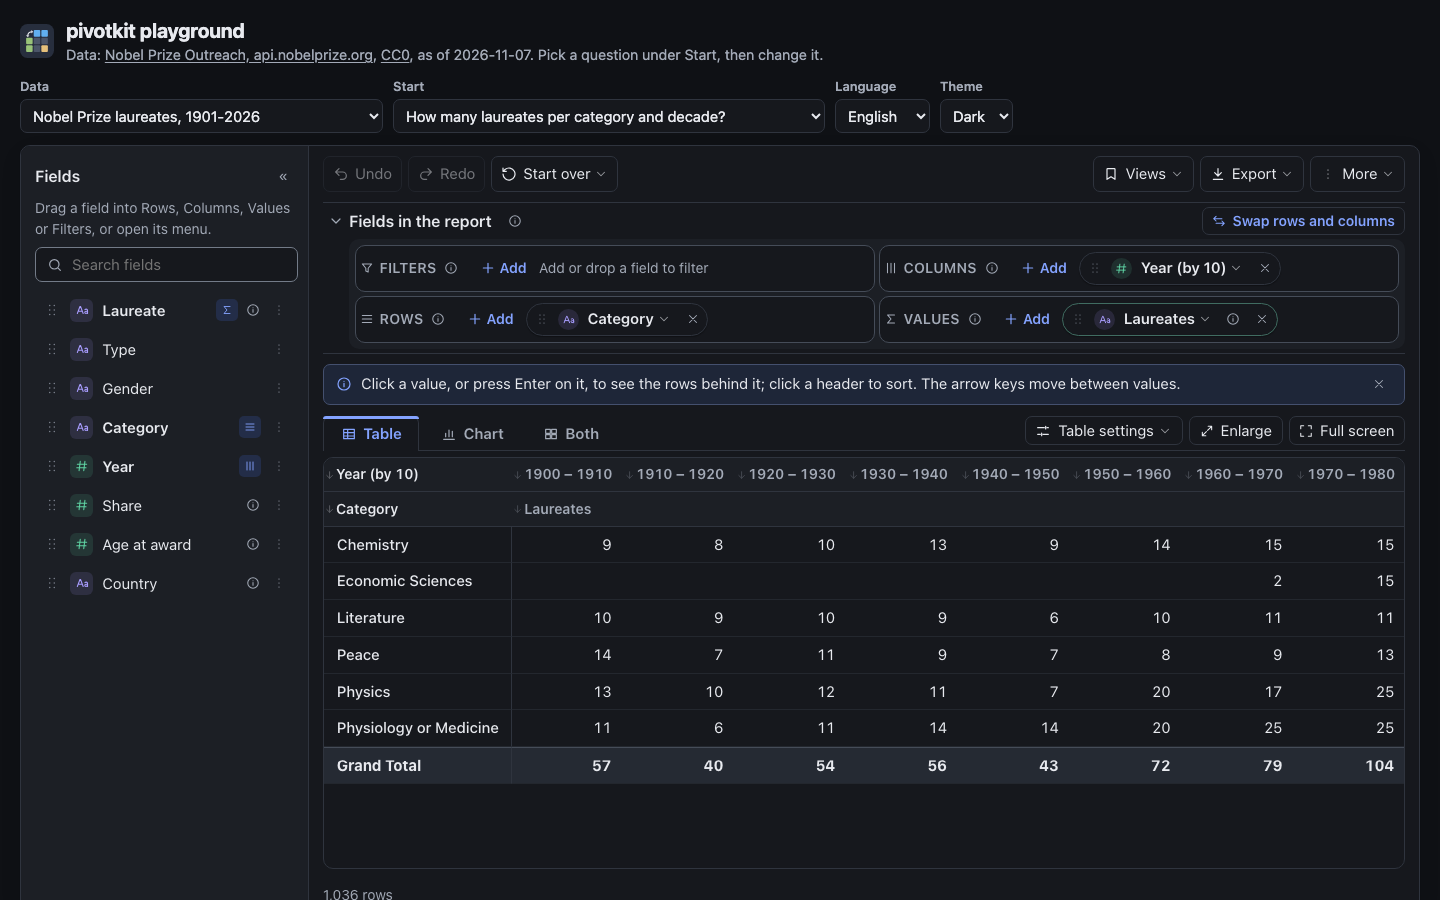 pivotkit playground
Data: Nobel Prize Outreach, api.nobelprize.org, CC0, as of 2026-11-07. Pick a question under Start, then change it.
Data Start Language Theme
Nobel Prize laureates, 1901-2026 How many laureates per category and decade? English Dark
Fields «
Drag a field into Rows, Columns, Values
or Filters, or open its menu.
Search fields
Aa Laureate Σ
Aa Type
Aa Gender
Aa Category
# Year
# Share
# Age at award
Aa Country
Undo Redo Start over Views Export More
Fields in the report Swap rows and columns
FILTERS + Add Add or drop a field to filter
COLUMNS + Add # Year (by 10)
ROWS + Add Aa Category
Σ VALUES + Add Aa Laureates
Click a value, or press Enter on it, to see the rows behind it; click a header to sort. The arrow keys move between values.
Table Chart Both Table settings Enlarge Full screen
↓ Year (by 10) ↓ 1900 – 1910 ↓ 1910 – 1920 ↓ 1920 – 1930 ↓ 1930 – 1940 ↓ 1940 – 1950 ↓ 1950 – 1960 ↓ 1960 – 1970 ↓ 1970 – 1980
↓ Category ↓ Laureates
Chemistry 9 8 10 13 9 14 15 15
Economic Sciences 2 15
Literature 10 9 10 9 6 10 11 11
Peace 14 7 11 9 7 8 9 13
Physics 13 10 12 11 7 20 17 25
Physiology or Medicine 11 6 11 14 14 20 25 25
Grand Total 57 40 54 56 43 72 79 104
1,036 rows